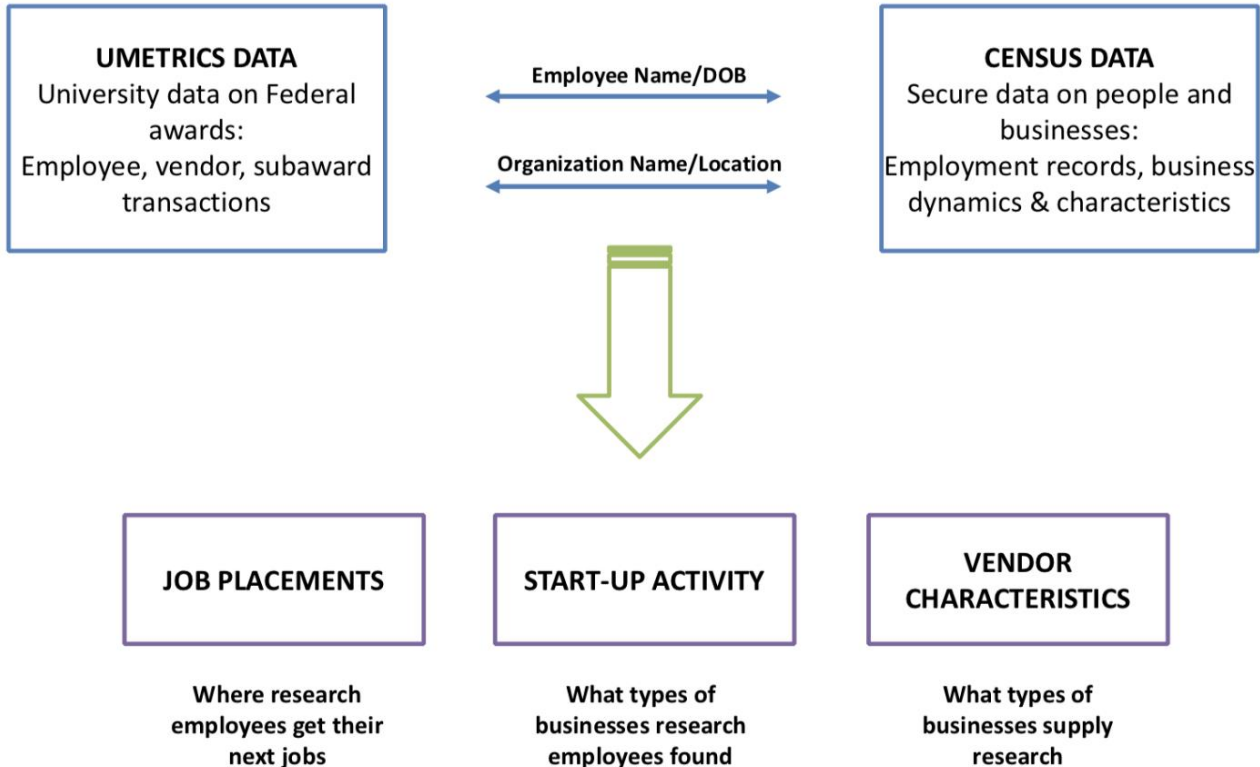 UMETRICS DATA
University data on Federal
awards:
Employee, vendor, subaward
transactions
Employee Name/DOB
Organization Name/Location
CENSUS DATA
Secure data on people and
businesses:
Employment records, business
dynamics & characteristics
JOB PLACEMENTS
START-UP ACTIVITY
VENDOR
CHARACTERISTICS
Where research
employees get their
next jobs
What types of
businesses research
employees found
What types of
businesses supply
research